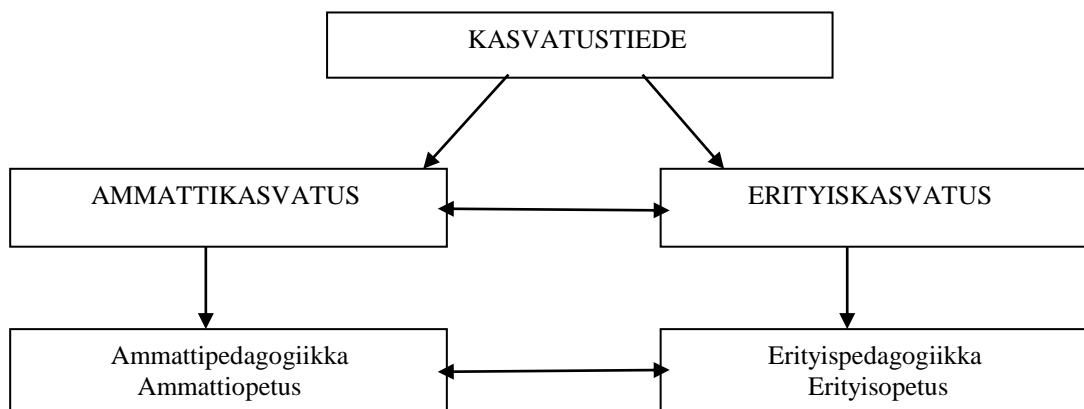 KASVATUSTIEDE
AMMATTIKASVATUS
ERITYISKASVATUS
Ammattipedagogiikka
Ammattiopetus
Erityispedagogiikka
Erityisopetus